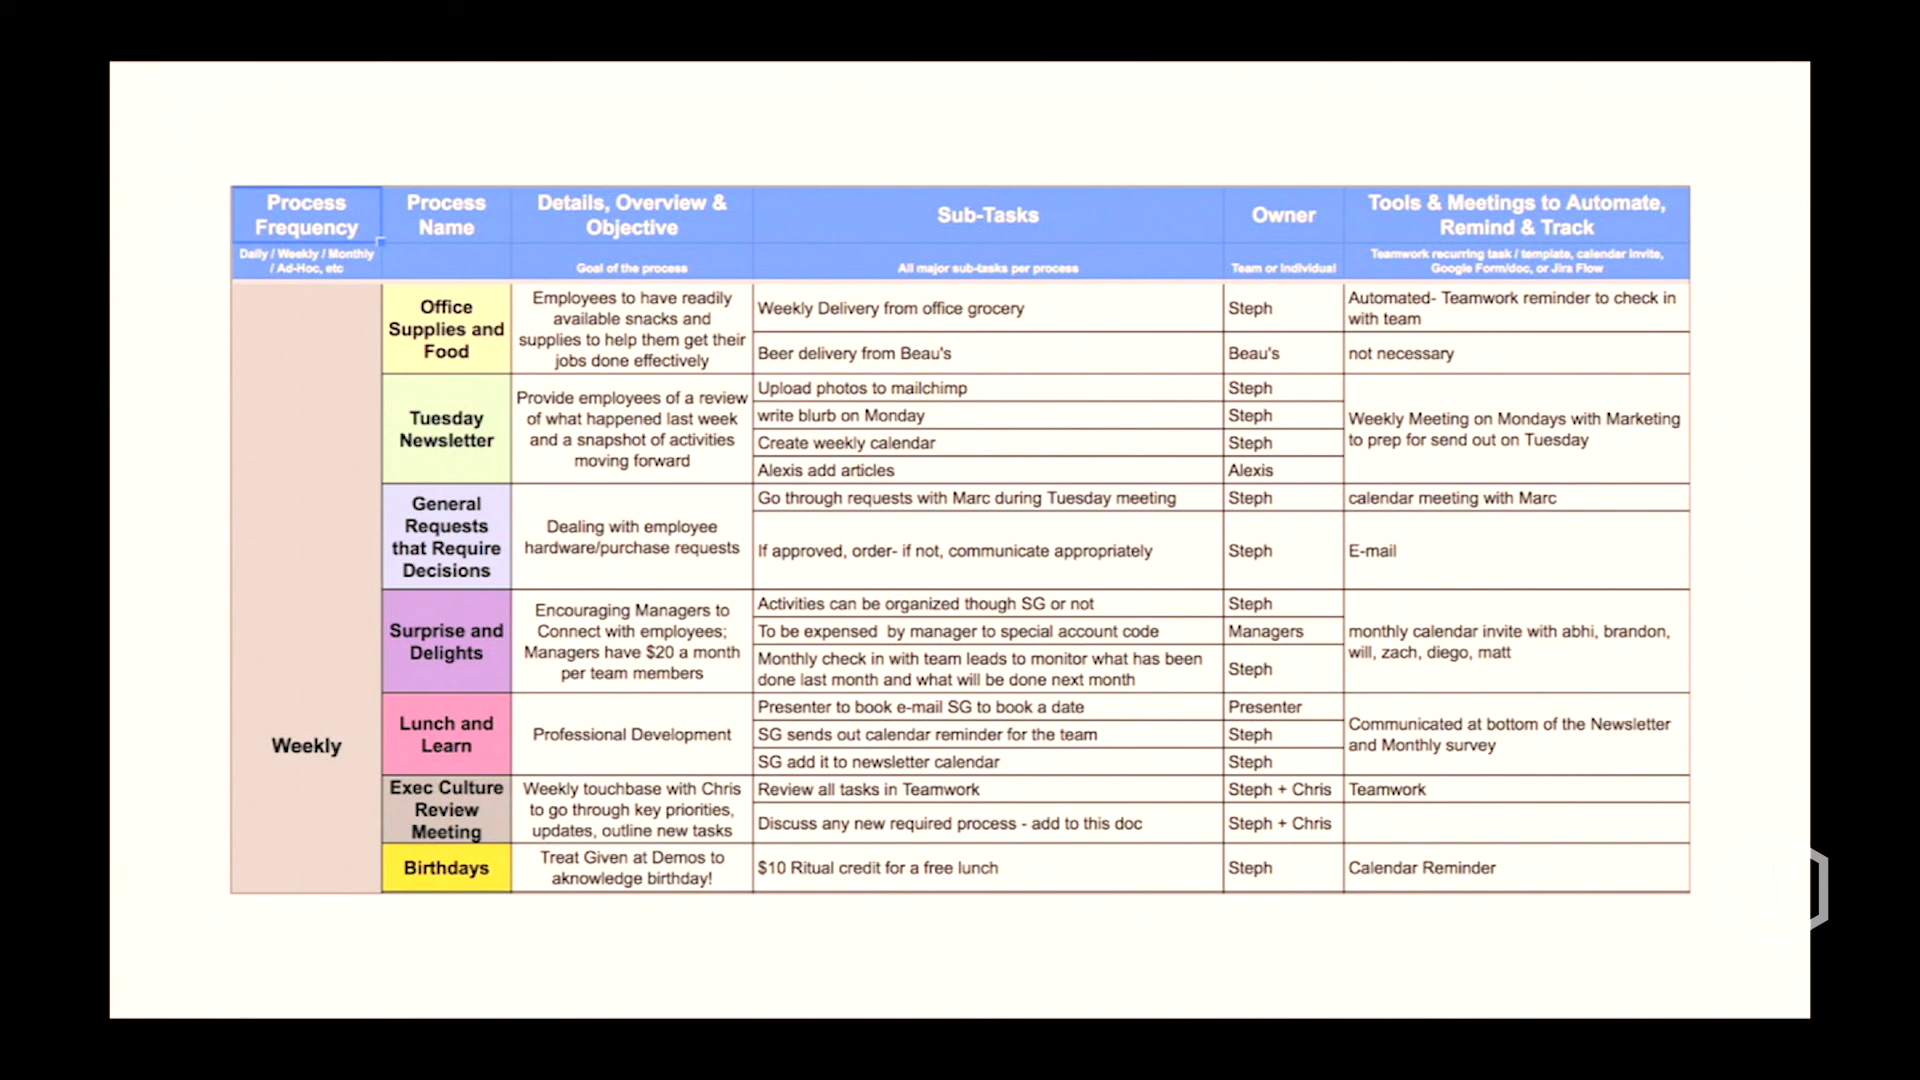 Process
Frequency
Process
Name
Details, Overview &
Objective
Sub-Tasks
Owner
Tools & Meetings to Automate,
Remind & Track
Daily / Weekly / Monthly
/ Ad-Hoc, etc
Goal of the process
All major sub-tasks per process
Team or Individual
Teamwork recurring task / template, calendar invite,
Google Form/doc, or Jira Flow
Weekly
Office
Supplies and
Food
Employees to have readily
available snacks and
supplies to help them get their
jobs done effectively
Weekly Delivery from office grocery
Steph
Automated- Teamwork reminder to check in
with team
Beer delivery from Beau's
Beau's
not necessary
Tuesday
Newsletter
Provide employees of a review
of what happened last week
and a snapshot of activities
moving forward
Upload photos to mailchimp
Steph
write blurb on Monday
Steph
Create weekly calendar
Steph
Alexis add articles
Alexis
Weekly Meeting on Mondays with Marketing
to prep for send out on Tuesday
General
Requests
that Require
Decisions
Dealing with employee
hardware/purchase requests
Go through requests with Marc during Tuesday meeting
Steph
calendar meeting with Marc
If approved, order- if not, communicate appropriately
Steph
E-mail
Surprise and
Delights
Encouraging Managers to
Connect with employees;
Managers have $20 a month
per team members
Activities can be organized though SG or not
Steph
To be expensed by manager to special account code
Managers
Monthly check in with team leads to monitor what has been
done last month and what will be done next month
Steph
monthly calendar invite with abhi, brandon,
will, zach, diego, matt
Lunch and
Learn
Professional Development
Presenter to book e-mail SG to book a date
Presenter
SG sends out calendar reminder for the team
Steph
SG add it to newsletter calendar
Steph
Communicated at bottom of the Newsletter
and Monthly survey
Exec Culture
Review
Meeting
Weekly touchbase with Chris
to go through key priorities,
updates, outline new tasks
Review all tasks in Teamwork
Steph + Chris
Teamwork
Discuss any new required process - add to this doc
Steph + Chris
Birthdays
Treat Given at Demos to
aknowledge birthday!
$10 Ritual credit for a free lunch
Steph
Calendar Reminder